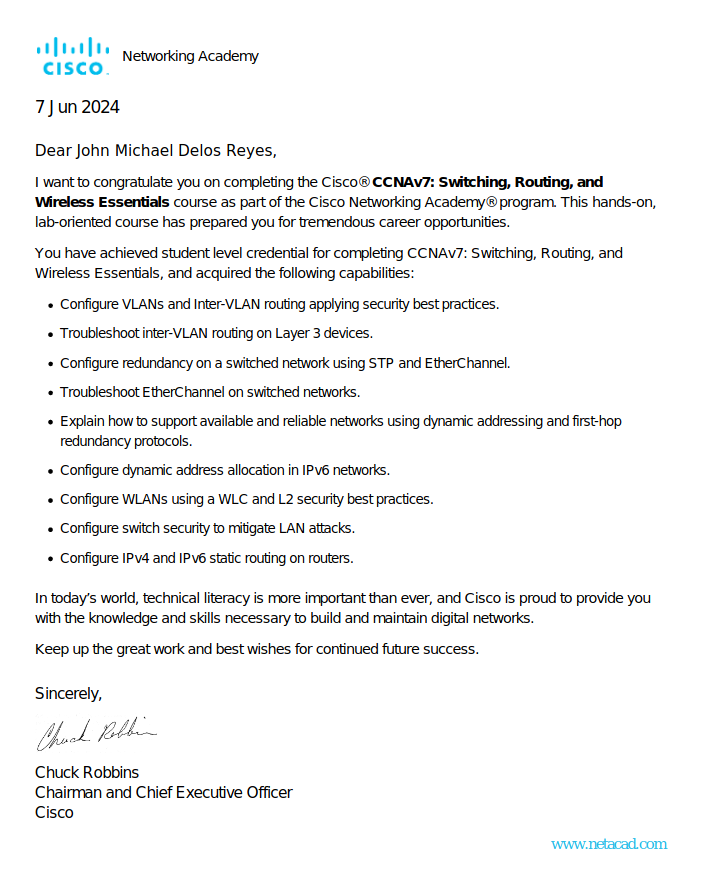 CISCO
Networking Academy
7 Jun 2024
Dear John Michael Delos Reyes,
I want to congratulate you on completing the Cisco® CCNAv7: Switching, Routing, and
Wireless Essentials course as part of the Cisco Networking Academy® program. This hands-on,
lab-oriented course has prepared you for tremendous career opportunities.
You have achieved student level credential for completing CCNAv7: Switching, Routing, and
Wireless Essentials, and acquired the following capabilities:
• Configure VLANs and Inter-VLAN routing applying security best practices.
• Troubleshoot inter-VLAN routing on Layer 3 devices.
• Configure redundancy on a switched network using STP and EtherChannel.
• Troubleshoot EtherChannel on switched networks.
• Explain how to support available and reliable networks using dynamic addressing and first-hop
redundancy protocols.
• Configure dynamic address allocation in IPv6 networks.
• Configure WLANs using a WLC and L2 security best practices.
• Configure switch security to mitigate LAN attacks.
• Configure IPv4 and IPv6 static routing on routers.
In today’s world, technical literacy is more important than ever, and Cisco is proud to provide you
with the knowledge and skills necessary to build and maintain digital networks.
Keep up the great work and best wishes for continued future success.
Sincerely,
Chuck Robbins
Chuck Robbins
Chairman and Chief Executive Officer
Cisco
www.netacad.com